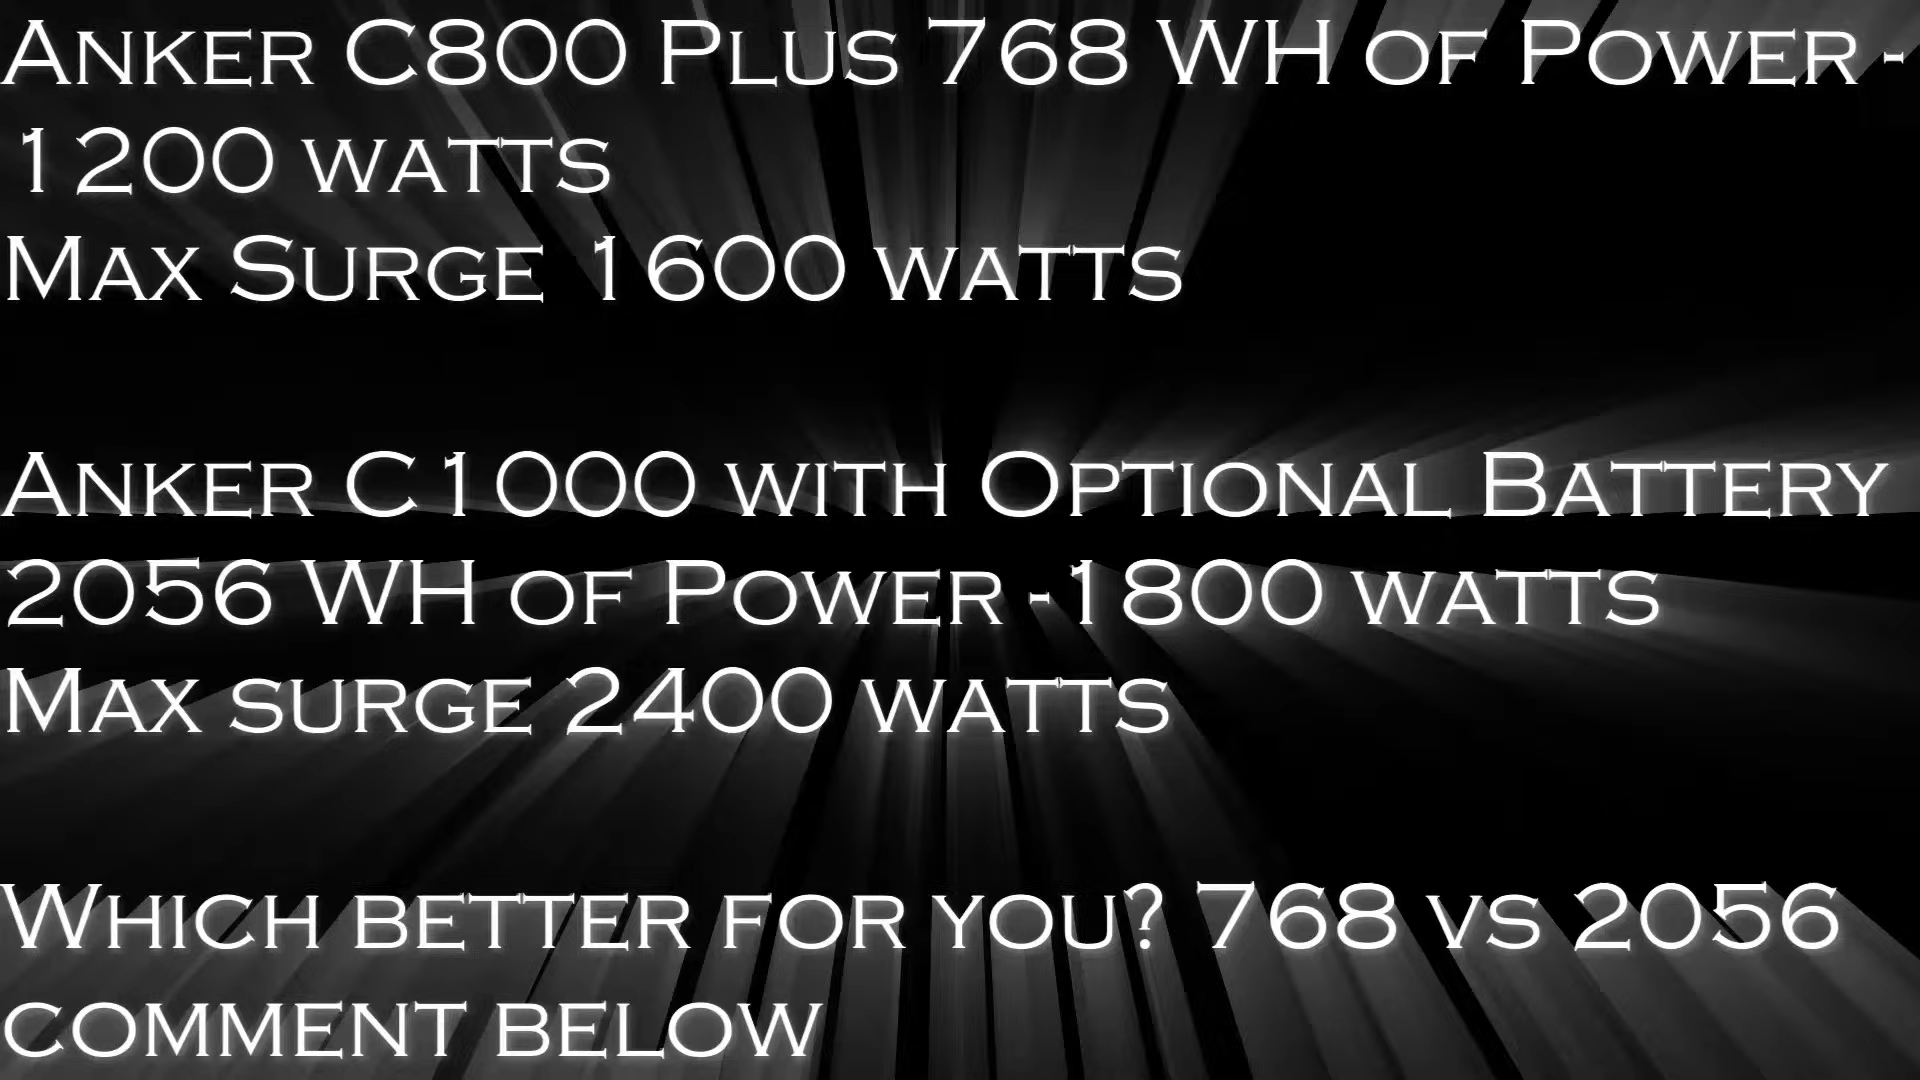 Anker C800 Plus 768 WH of Power -
1200 watts
Max Surge 1600 watts
Anker C1000 with Optional Battery
2056 WH of Power -1800 watts
Max surge 2400 watts
Which better for you? 768 vs 2056
comment below